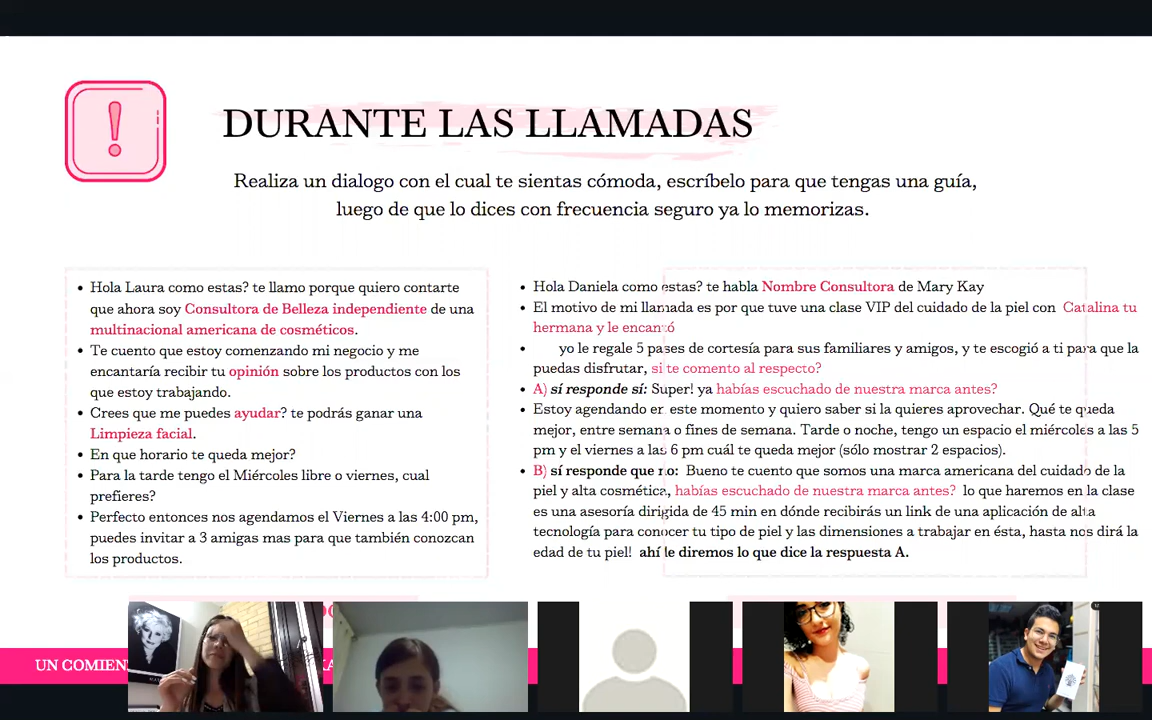 DURANTE LAS LLAMADAS
Realiza un dialogo con el cual te sientas cómoda, escríbelo para que tengas una guía,
luego de que lo dices con frecuencia seguro ya lo memorizas.
• Hola Laura como estas? te llamo porque quiero contarte
que ahora soy Consultora de Belleza independiente de una
multinacional americana de cosméticos.
• Te cuento que estoy comenzando mi negocio y me
encantaría recibir tu opinión sobre los productos con los
que estoy trabajando.
• Crees que me puedes ayudar? te podrás ganar una
Limpieza facial.
• En que horario te queda mejor?
• Para la tarde tengo el Miércoles libre o viernes, cual
prefieres?
• Perfecto entonces nos agendamos el Viernes a las 4:00 pm,
puedes invitar a 3 amigas mas para que también conozcan
los productos.
• Hola Daniela como estas? te habla Nombre Consultora de Mary Kay
• El motivo de mi llamada es por que tuve una clase VIP del cuidado de la piel con Catalina tu
hermana y le encantó
• yo le regale 5 pases de cortesía para sus familiares y amigos, y te escogió a ti para que la
puedas disfrutar, si te comento al respecto?
• A) sí responde sí: Super! ya habías escuchado de nuestra marca antes?
• Estoy agendando en este momento y quiero saber si la quieres aprovechar. Qué te queda
mejor, entre semana o fines de semana. Tarde o noche, tengo un espacio el miércoles a las 5
pm y el viernes a las 6 pm cuál te queda mejor (sólo mostrar 2 espacios).
• B) sí responde que no: Bueno te cuento que somos una marca americana del cuidado de la
piel y alta cosmética, habías escuchado de nuestra marca antes? lo que haremos en la clase
es una asesoría dirigida de 45 min en dónde recibirás un link de una aplicación de alta
tecnología para conocer tu tipo de piel y las dimensiones a trabajar en ésta, hasta nos dirá la
edad de tu piel! ahí le diremos lo que dice la respuesta A.
UN COMIEN